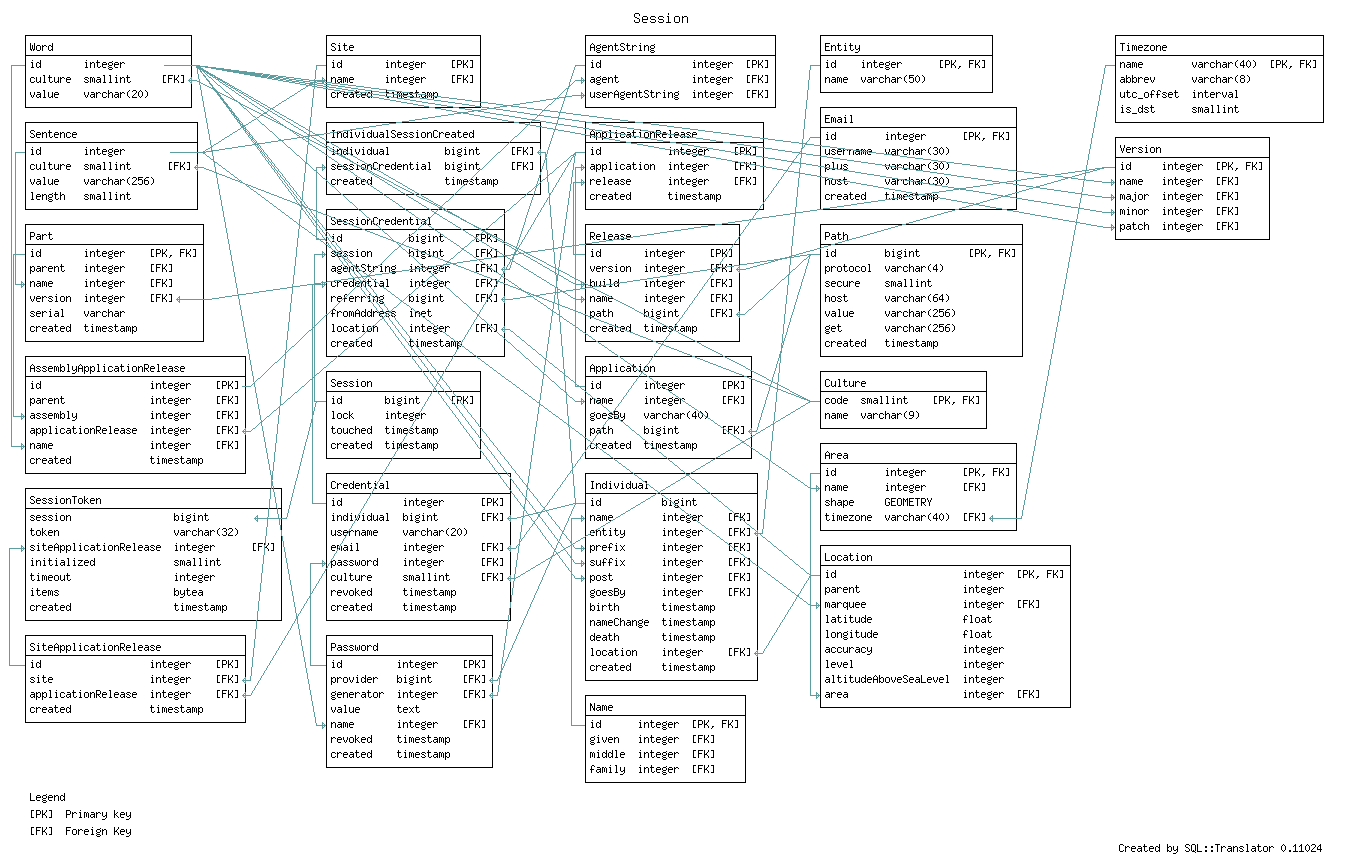 Session
Word
id integer
culture smallint [FK]
value varchar(20)
Sentence
id integer
culture smallint [FK]
value varchar(256)
length smallint
Part
id integer [PK, FK]
parent integer [FK]
name integer [FK]
version integer [FK]
serial varchar
created timestamp
AssemblyApplicationRelease
id integer [PK]
parent integer [FK]
assembly integer [FK]
applicationRelease integer [FK]
name integer [FK]
created timestamp
SessionToken
session bigint
token varchar(32)
siteApplicationRelease integer [FK]
initialized smallint
timeout integer
items bytea
created timestamp
SiteApplicationRelease
id integer [PK]
site integer [FK]
applicationRelease integer [FK]
created timestamp
Site
id integer [PK]
name integer [FK]
created timestamp
IndividualSessionCreated
individual bigint [FK]
sessionCredential bigint [FK]
created timestamp
SessionCredential
id bigint [PK]
session bigint [FK]
agentString integer [FK]
credential integer [FK]
referring bigint [FK]
fromAddress inet
location integer [FK]
created timestamp
Session
id bigint [PK]
lock integer
touched timestamp
created timestamp
Credential
id integer [PK]
individual bigint [FK]
username varchar(20)
email integer [FK]
password integer [FK]
culture smallint [FK]
revoked timestamp
created timestamp
Password
id integer [PK]
provider bigint [FK]
generator integer [FK]
value text
name integer [FK]
revoked timestamp
created timestamp
AgentString
id integer [PK]
agent integer [FK]
userAgentString integer [FK]
ApplicationRelease
id integer [PK]
application integer [FK]
release integer [FK]
created timestamp
Release
id integer [PK]
version integer [FK]
build integer [FK]
name integer [FK]
path bigint [FK]
created timestamp
Application
id integer [PK]
name integer [FK]
goesBy varchar(40)
path bigint [FK]
created timestamp
Individual
id bigint
name integer [FK]
entity integer [FK]
prefix integer [FK]
suffix integer [FK]
post integer [FK]
goesBy integer [FK]
birth timestamp
nameChange timestamp
death timestamp
location integer [FK]
created timestamp
Name
id integer [PK, FK]
given integer [FK]
middle integer [FK]
family integer [FK]
Entity
id integer [PK, FK]
name varchar(50)
Email
id integer [PK, FK]
username varchar(30)
plus varchar(30)
host varchar(30)
created timestamp
Path
id bigint [PK, FK]
protocol varchar(4)
secure smallint
host varchar(64)
value varchar(256)
get varchar(256)
created timestamp
Culture
code smallint [PK, FK]
name varchar(9)
Area
id integer [PK, FK]
name integer [FK]
shape GEOMETRY
timezone varchar(40) [FK]
Location
id integer [PK, FK]
parent integer
marquee integer [FK]
latitude float
longitude float
accuracy integer
level integer
altitudeAboveSeaLevel integer
area integer [FK]
Timezone
name varchar(40) [PK, FK]
abbrev varchar(8)
utc_offset interval
is_dst smallint
Version
id integer [PK, FK]
name integer [FK]
major integer [FK]
minor integer [FK]
patch integer [FK]
Legend
[PK] Primary key
[FK] Foreign Key
Created by SQL::Translator 0.11024